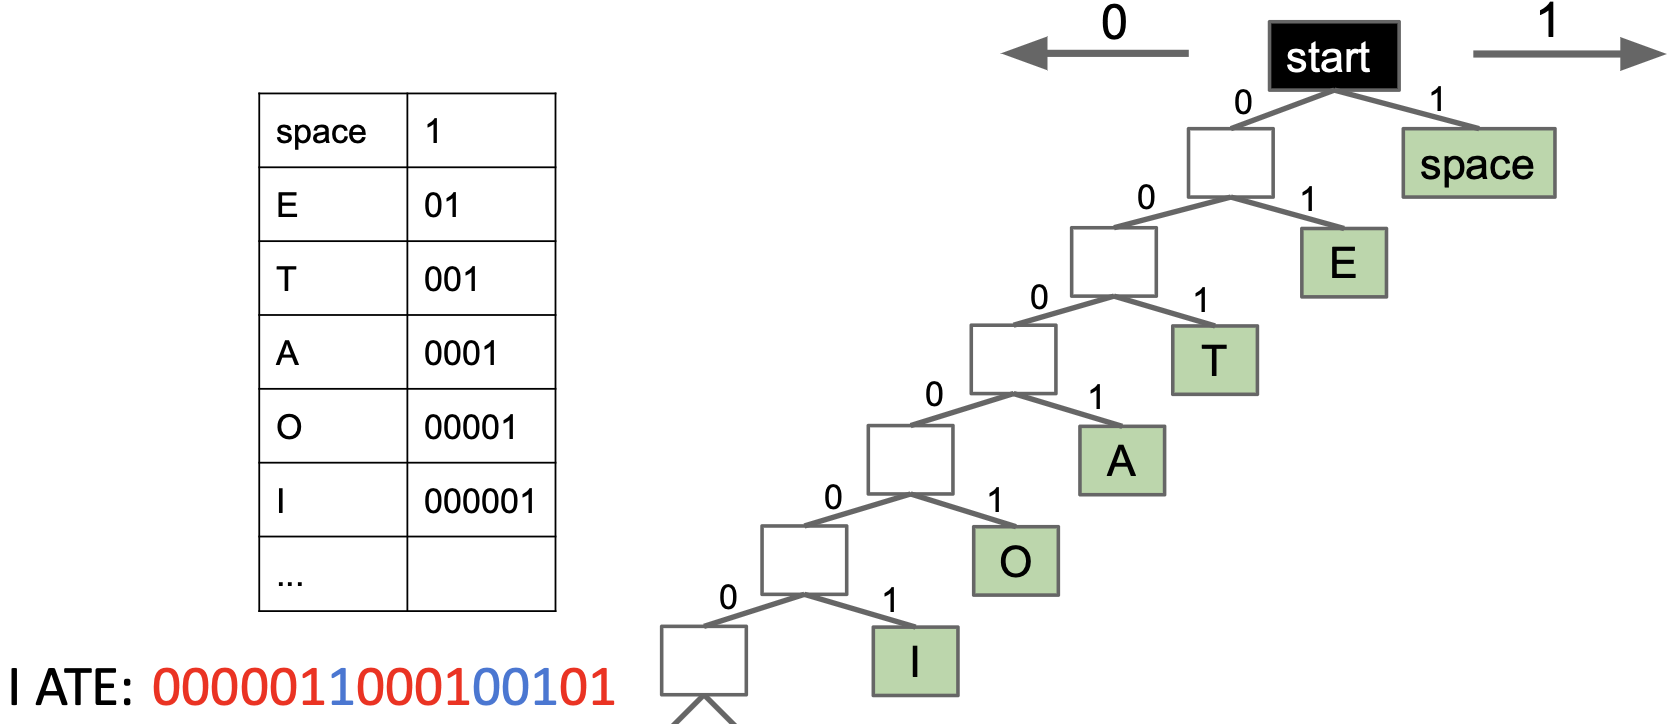 0 start 1
0 1
space 1
space
E 01
0 1
E
T 001
0 1
T
A 0001
0 1
A
O 00001
0 1
O
I 000001
0 1
I
...
I ATE: 0000011000100101